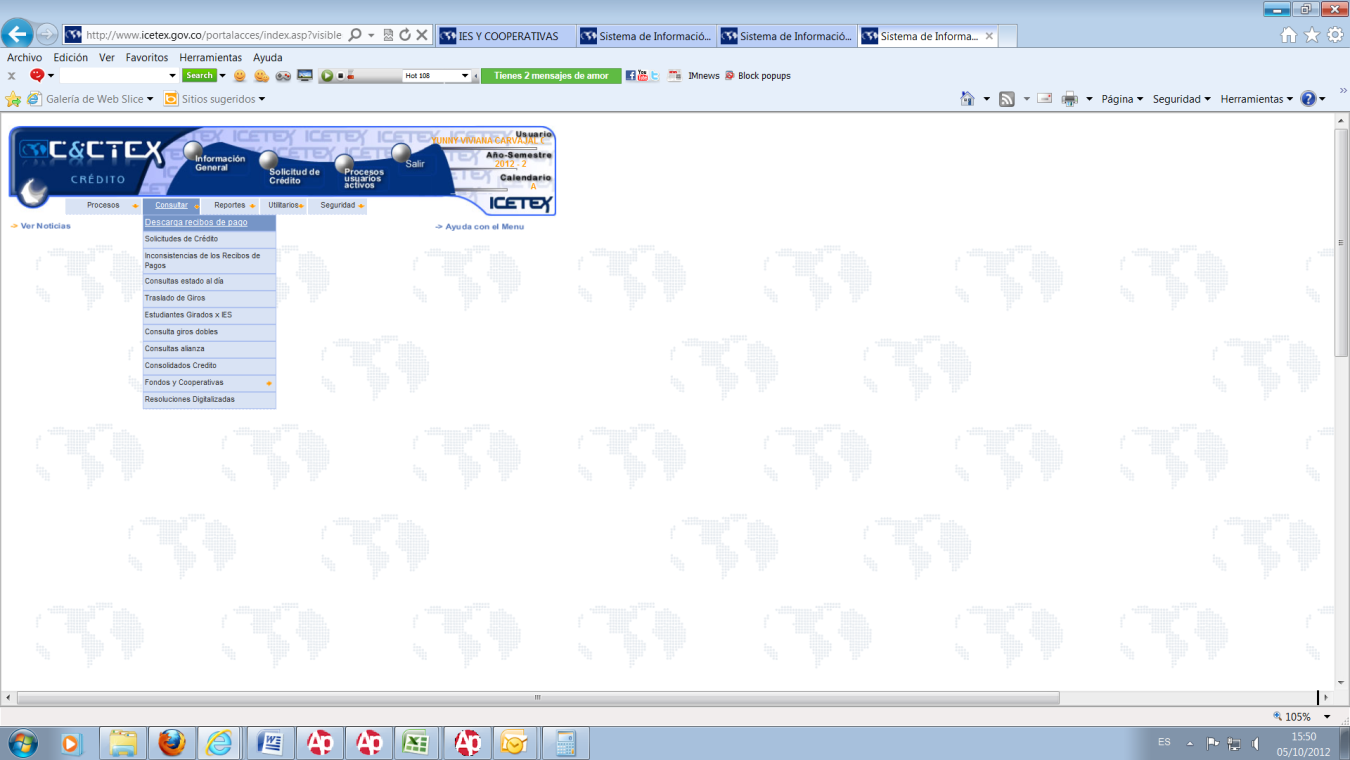 http://www.icetex.gov.co/portalacces/index.asp?visible
IES Y COOPERATIVAS
Sistema de Informació...
Sistema de Informació...
Sistema de Informa...
Archivo Edición Ver Favoritos Herramientas Ayuda
x Search Hot 108 Tienes 2 mensajes de amor IMnews Block popups
Galería de Web Slice Sitios sugeridos Página Seguridad Herramientas
C&CTEX
CRÉDITO
Información General
Solicitud de Crédito
Procesos usuarios activos
Salir
Usuario
YUNNY VIVIANA CARVAJAL C
Año-Semestre
2012 - 2
Calendario
A
ICETEX
Procesos Consultar Reportes Utilitarios Seguridad
-> Ver Noticias
-> Ayuda con el Menu
Descarga recibos de pago
Solicitudes de Crédito
Inconsistencias de los Recibos de
Pagos
Consultas estado al día
Traslado de Giros
Estudiantes Girados x IES
Consulta giros dobles
Consultas alianza
Consolidados Credito
Fondos y Cooperativas
Resoluciones Digitalizadas
105%
ES
15:50
05/10/2012